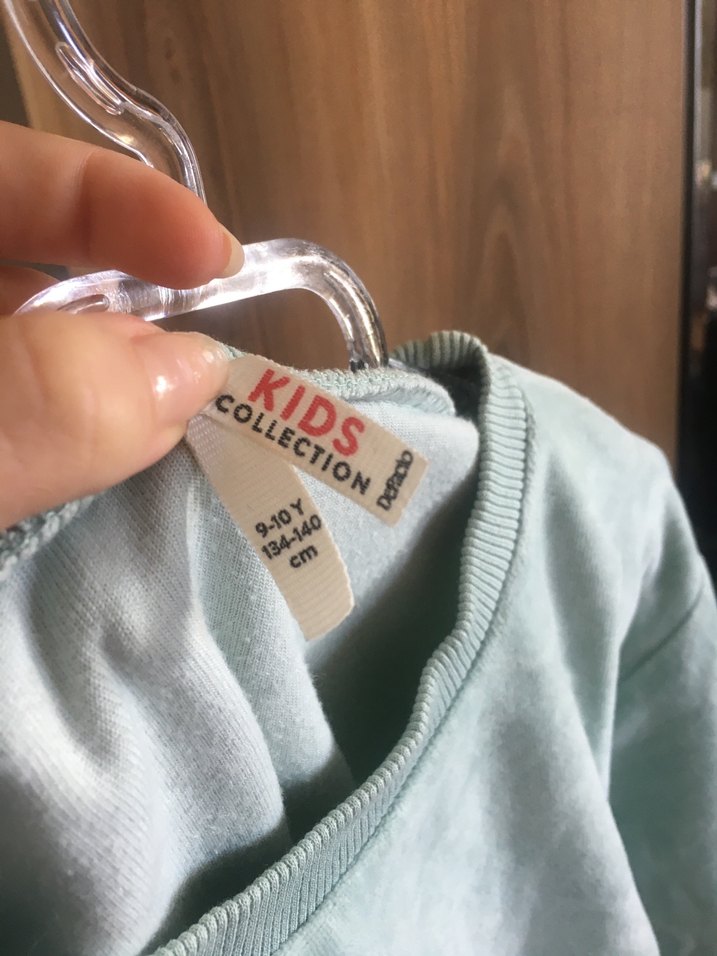 KIDS
COLLECTION
Defacto
9-10 Y
134-140
cm